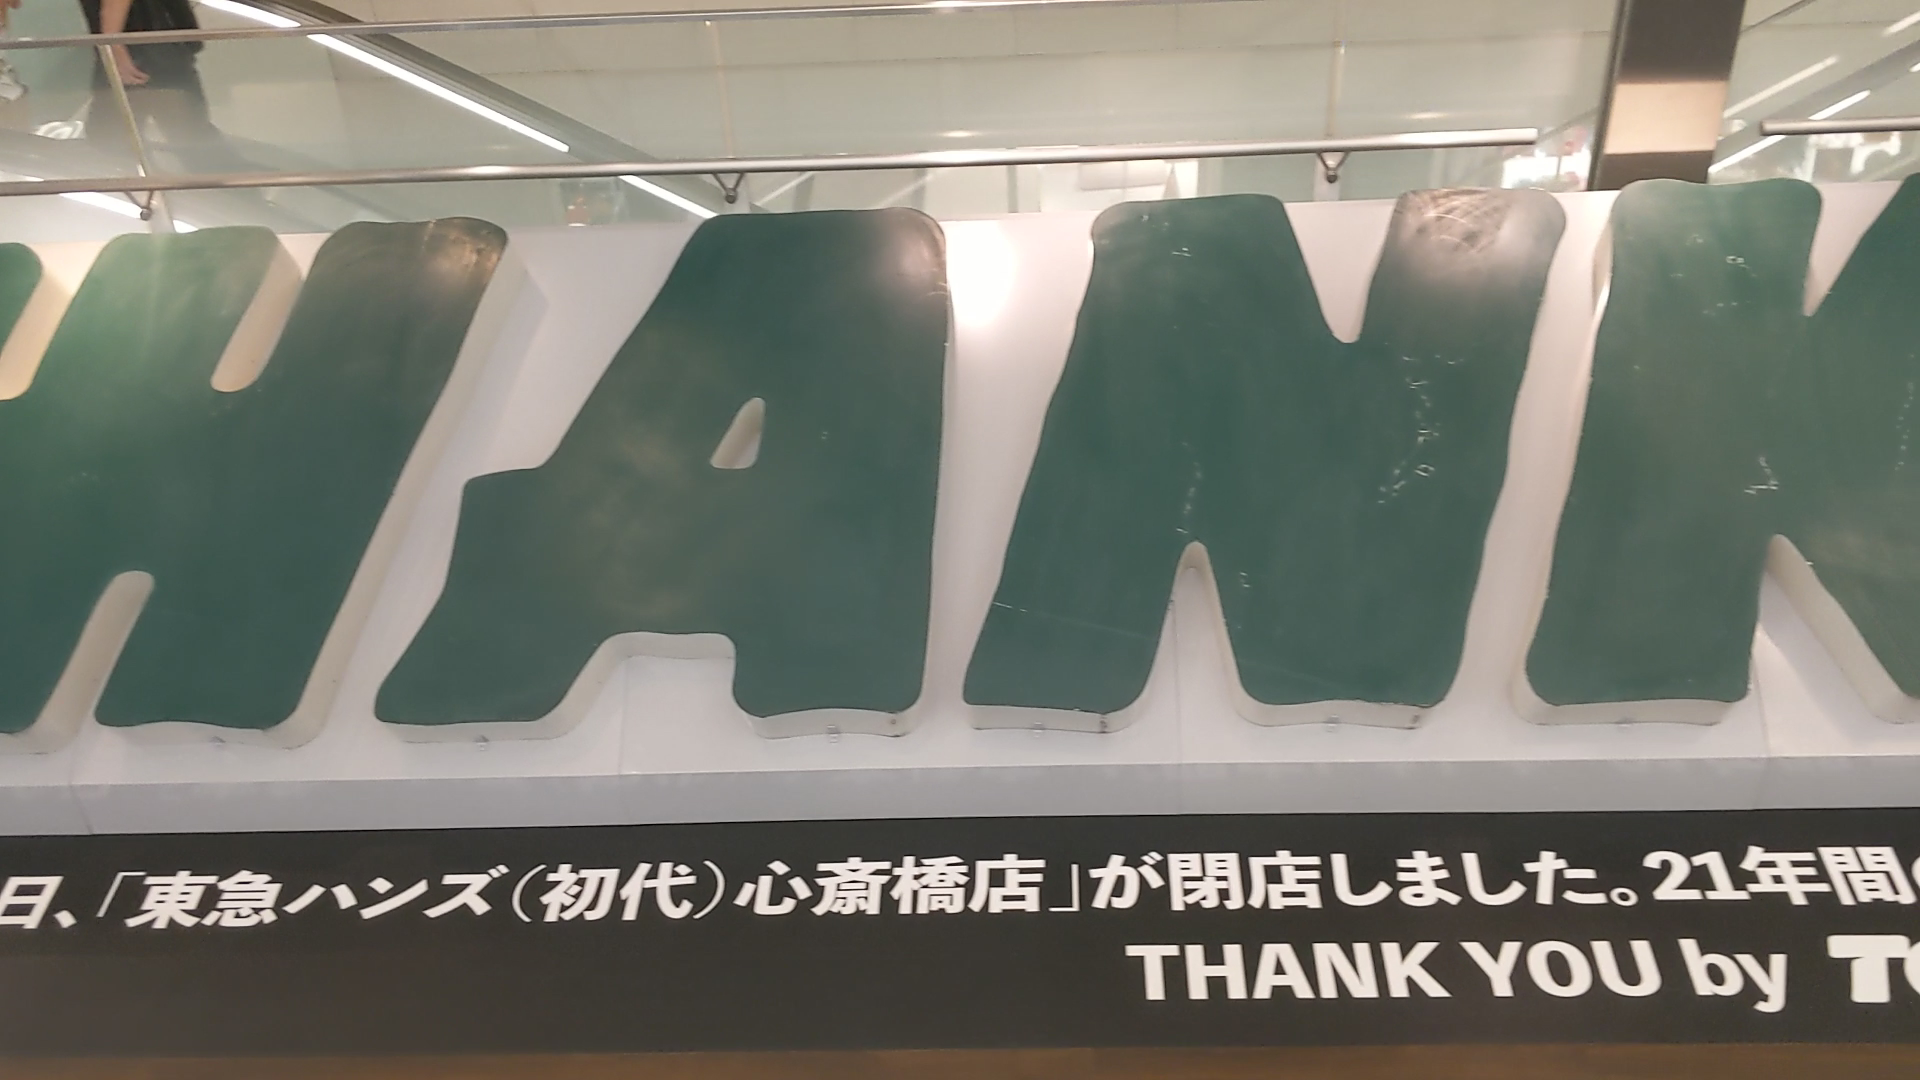 HANK
日、「東急ハンズ(初代)心斎橋店」が閉店しました。21年間
THANK YOU by